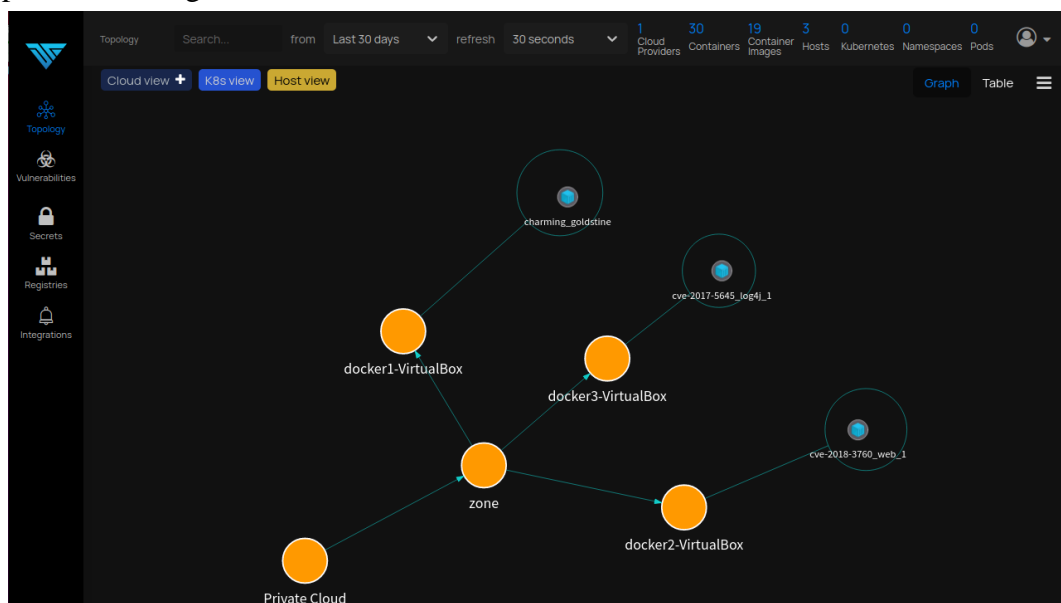 Topology Search... from Last 30 days refresh 30 seconds
1 Cloud Providers
30 Containers
19 Container Images
3 Hosts
0 Kubernetes
0 Namespaces
0 Pods
Cloud view + K8s view Host view
Graph Table
Topology
Vulnerabilities
Secrets
Registries
Integrations
charming_goldstine
cve-2017-5645_log4j_1
docker1-VirtualBox
docker3-VirtualBox
cve-2018-3760_web_1
zone
docker2-VirtualBox
Private Cloud